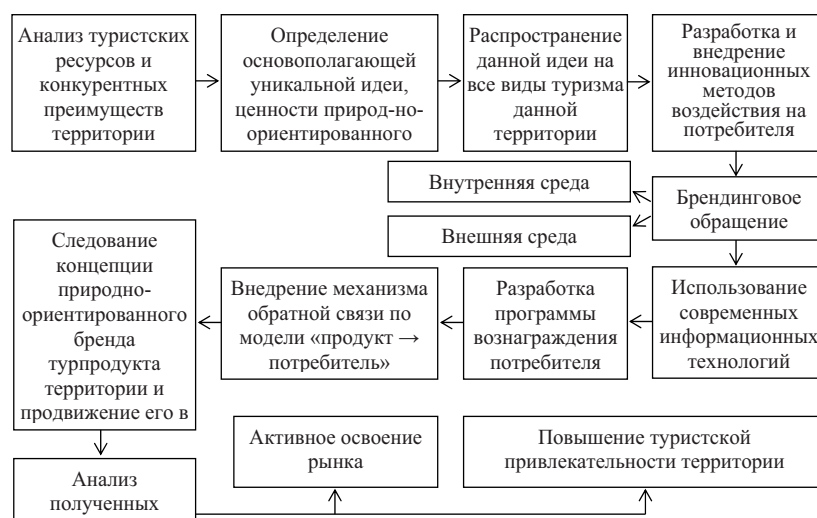 Анализ туристских
ресурсов и
конкурентных
преимуществ
территории
Определение
основополагающей
уникальной идеи,
ценности природ-но-
ориентированного
Распространение
данной идеи на
все виды туризма
данной
территории
Разработка и
внедрение
инновационных
методов
воздействия на
потребителя
Внутренняя среда
Внешняя среда
Брендинговое
обращение
Использование
современных
информационных
технологий
Разработка
программы
вознаграждения
потребителя
Внедрение механизма
обратной связи по
модели «продукт →
потребитель»
Следование
концепции
природно-
ориентированного
бренда
турпродукта
территории и
продвижение его в
Анализ
полученных
Активное освоение
рынка
Повышение туристской
привлекательности территории